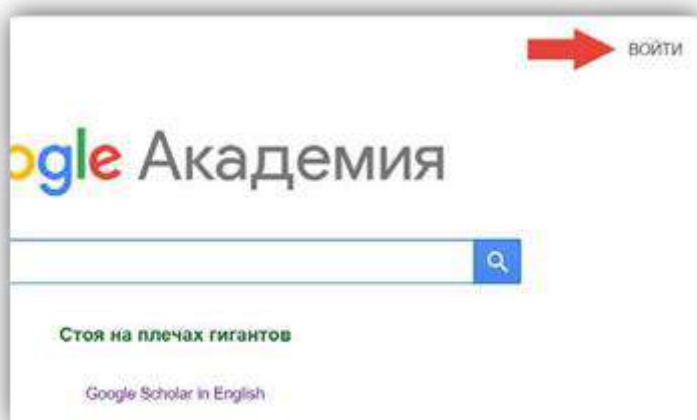 ВОЙТИ
ogle Академия
Стоя на плечах гигантов
Google Scholar in English